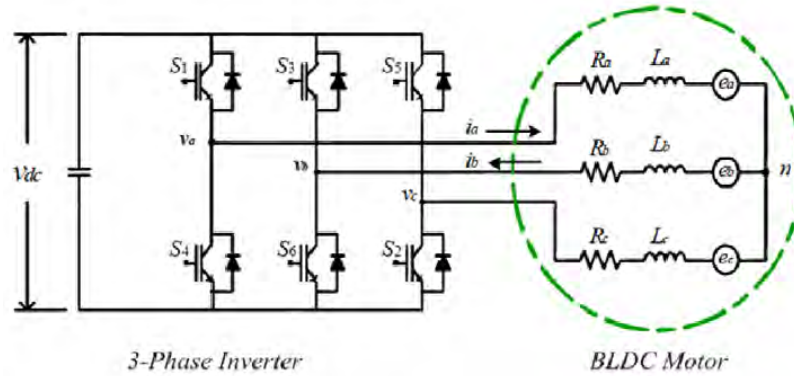 S1 S3 S5
Ra La ea
va ia
Vdc vb ib Rb Lb eb n
vc
S4 S6 S2 Rc Lc ec
3-Phase Inverter BLDC Motor